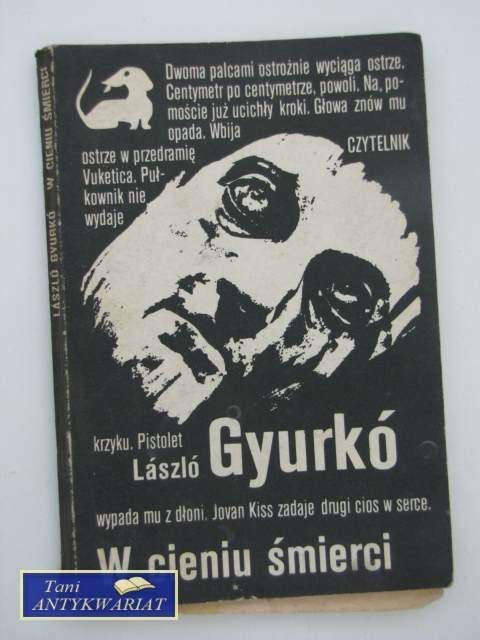 LÁSZLÓ GYURKÓ W CIENIU ŚMIERCI
Dwoma palcami ostrożnie wyciąga ostrze.
Centymetr po centymetrze, powoli. Na, po-
moście już ucichły kroki. Głowa znów mu
opada. Wbija
ostrze w przedramię
CZYTELNIK
Vuketica. Puł-
kownik nie
wydaje
krzyku. Pistolet
László Gyurkó
wypada mu z dłoni. Jovan Kiss zadaje drugi cios w serce.
W cieniu śmierci
Tani
ANTYKWARIAT